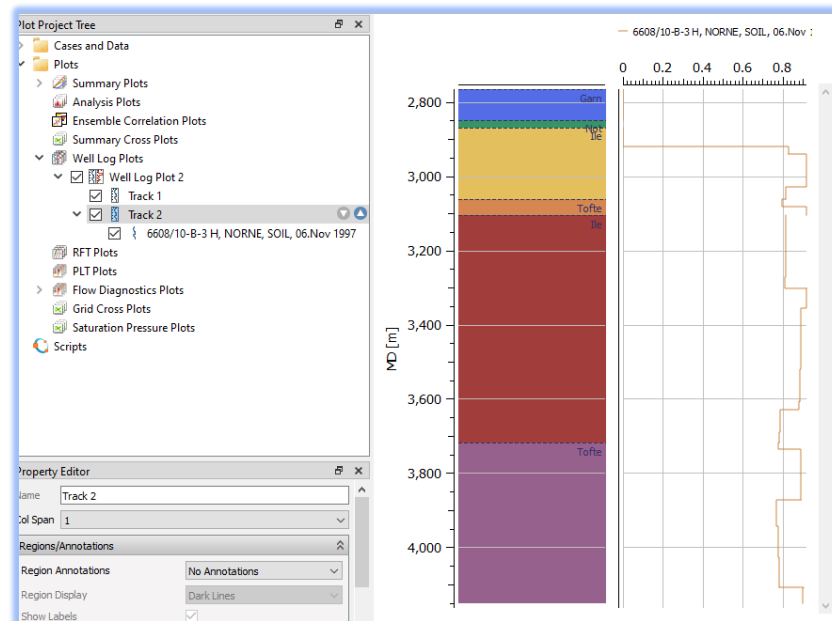 Plot Project Tree
Cases and Data
Plots
Summary Plots
Analysis Plots
Ensemble Correlation Plots
Summary Cross Plots
Well Log Plots
Well Log Plot 2
Track 1
Track 2
6608/10-B-3 H, NORNE, SOIL, 06.Nov 1997
RFT Plots
PLT Plots
Flow Diagnostics Plots
Grid Cross Plots
Saturation Pressure Plots
Scripts
Property Editor
Name Track 2
Col Span 1
Regions/Annotations
Region Annotations No Annotations
Region Display Dark Lines
Show Labels
6608/10-B-3 H, NORNE, SOIL, 06.Nov 1
0 0.2 0.4 0.6 0.8
MD [m]
2,800
3,000
3,200
3,400
3,600
3,800
4,000
Garn
Not
Ile
Tofte
Ile
Tofte